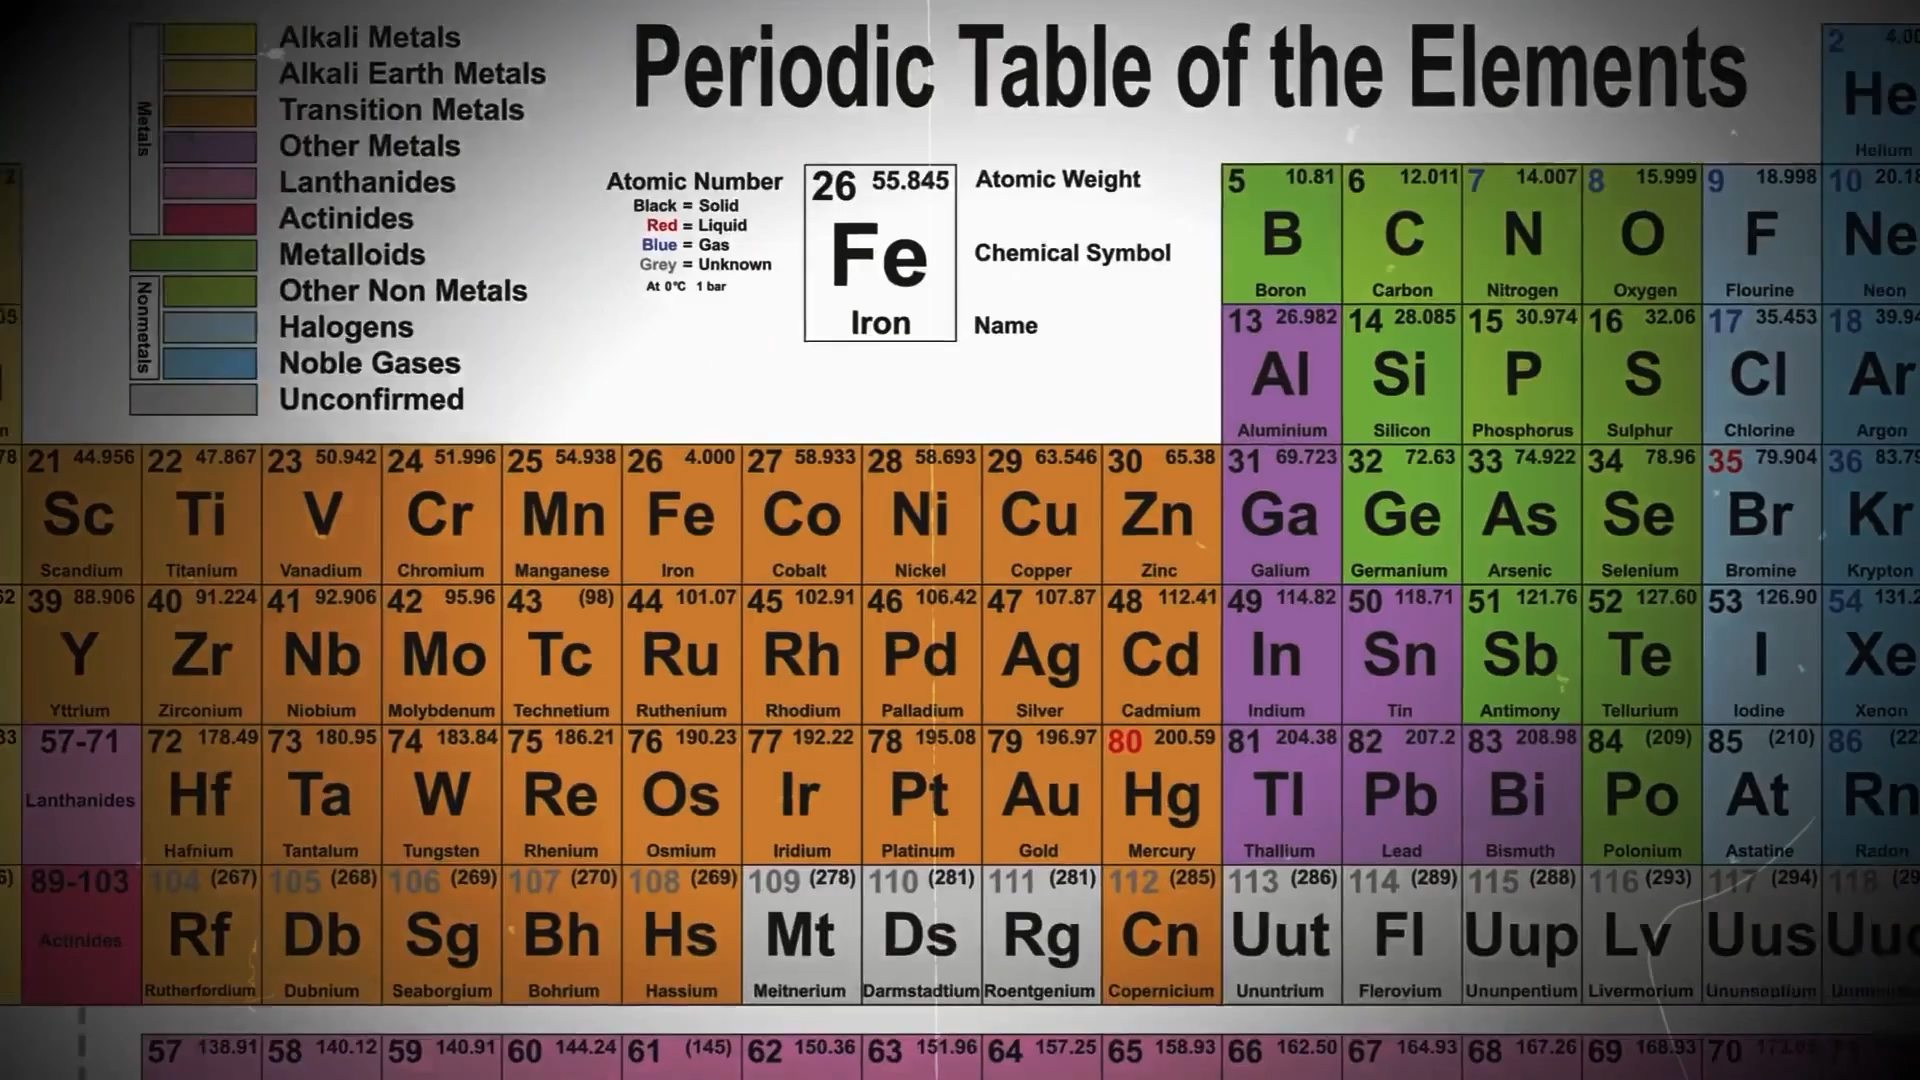 Periodic Table of the Elements
Metals
Alkali Metals
Alkali Earth Metals
Transition Metals
Other Metals
Lanthanides
Actinides
Metalloids
Nonmetals
Other Non Metals
Halogens
Noble Gases
Unconfirmed
Atomic Number
Black = Solid
Red = Liquid
Blue = Gas
Grey = Unknown
At 0°C 1 bar
26 55.845
Fe
Iron
Atomic Weight
Chemical Symbol
Name
2
He
Helium
5 10.81 6 12.011 7 14.007 8 15.999 9 18.998 10 20.18
B C N O F Ne
Boron Carbon Nitrogen Oxygen Flourine Neon
13 26.982 14 28.085 15 30.974 16 32.06 17 35.453 18 39.94
Al Si P S Cl Ar
Aluminium Silicon Phosphorus Sulphur Chlorine Argon
78 21 44.956 22 47.867 23 50.942 24 51.996 25 54.938 26 4.000 27 58.933 28 58.693 29 63.546 30 65.38 31 69.723 32 72.63 33 74.922 34 78.96 35 79.904 36 83.79
Sc Ti V Cr Mn Fe Co Ni Cu Zn Ga Ge As Se Br Kr
Scandium Titanium Vanadium Chromium Manganese Iron Cobalt Nickel Copper Zinc Galium Germanium Arsenic Selenium Bromine Krypton
62 39 88.906 40 91.224 41 92.906 42 95.96 43 (98) 44 101.07 45 102.91 46 106.42 47 107.87 48 112.41 49 114.82 50 118.71 51 121.76 52 127.60 53 126.90 54 131.2
Y Zr Nb Mo Tc Ru Rh Pd Ag Cd In Sn Sb Te I Xe
Yttrium Zirconium Niobium Molybdenum Technetium Ruthenium Rhodium Palladium Silver Cadmium Indium Tin Antimony Tellurium Iodine Xenon
33 57-71 72 178.49 73 180.95 74 183.84 75 186.21 76 190.23 77 192.22 78 195.08 79 196.97 80 200.59 81 204.38 82 207.2 83 208.98 84 (209) 85 (210) 86 (22
Hf Ta W Re Os Ir Pt Au Hg Tl Pb Bi Po At Rn
Lanthanides Hafnium Tantalum Tungsten Rhenium Osmium Iridium Platinum Gold Mercury Thallium Lead Bismuth Polonium Astatine Radon
6) 89-103 104 (267) 105 (268) 106 (269) 107 (270) 108 (269) 109 (278) 110 (281) 111 (281) 112 (285) 113 (286) 114 (289) 115 (288) 116 (293) 117 (294) 118 (29
Rf Db Sg Bh Hs Mt Ds Rg Cn Uut Fl Uup Lv Uus Uuo
Actinides Rutherfordium Dubnium Seaborgium Bohrium Hassium Meitnerium Darmstadtium Roentgenium Copernicium Ununtrium Flerovium Ununpentium Livermorium Ununseptium
57 138.91 58 140.12 59 140.91 60 144.24 61 (145) 62 150.36 63 151.96 64 157.25 65 158.93 66 162.50 67 164.93 68 167.26 69 168.93 70